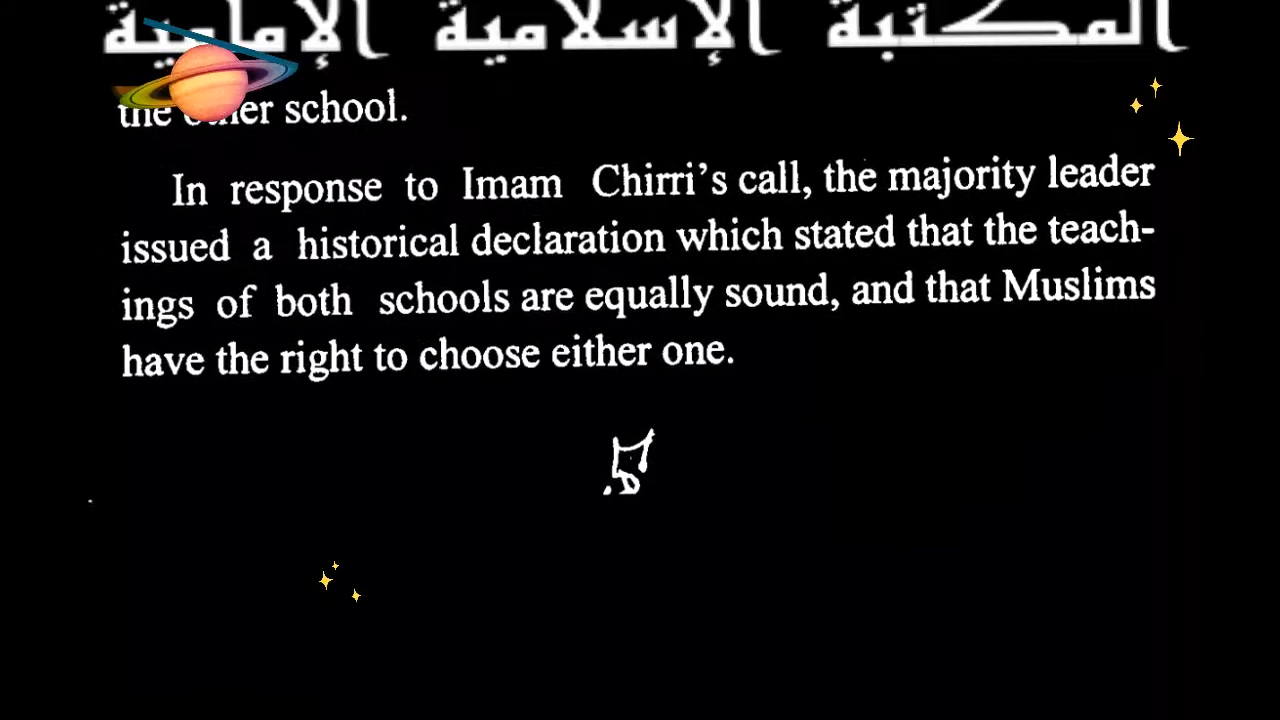 المكتبة الإسلامية الإمامية
the other school.
In response to Imam Chirri's call, the majority leader
issued a historical declaration which stated that the teach-
ings of both schools are equally sound, and that Muslims
have the right to choose either one.